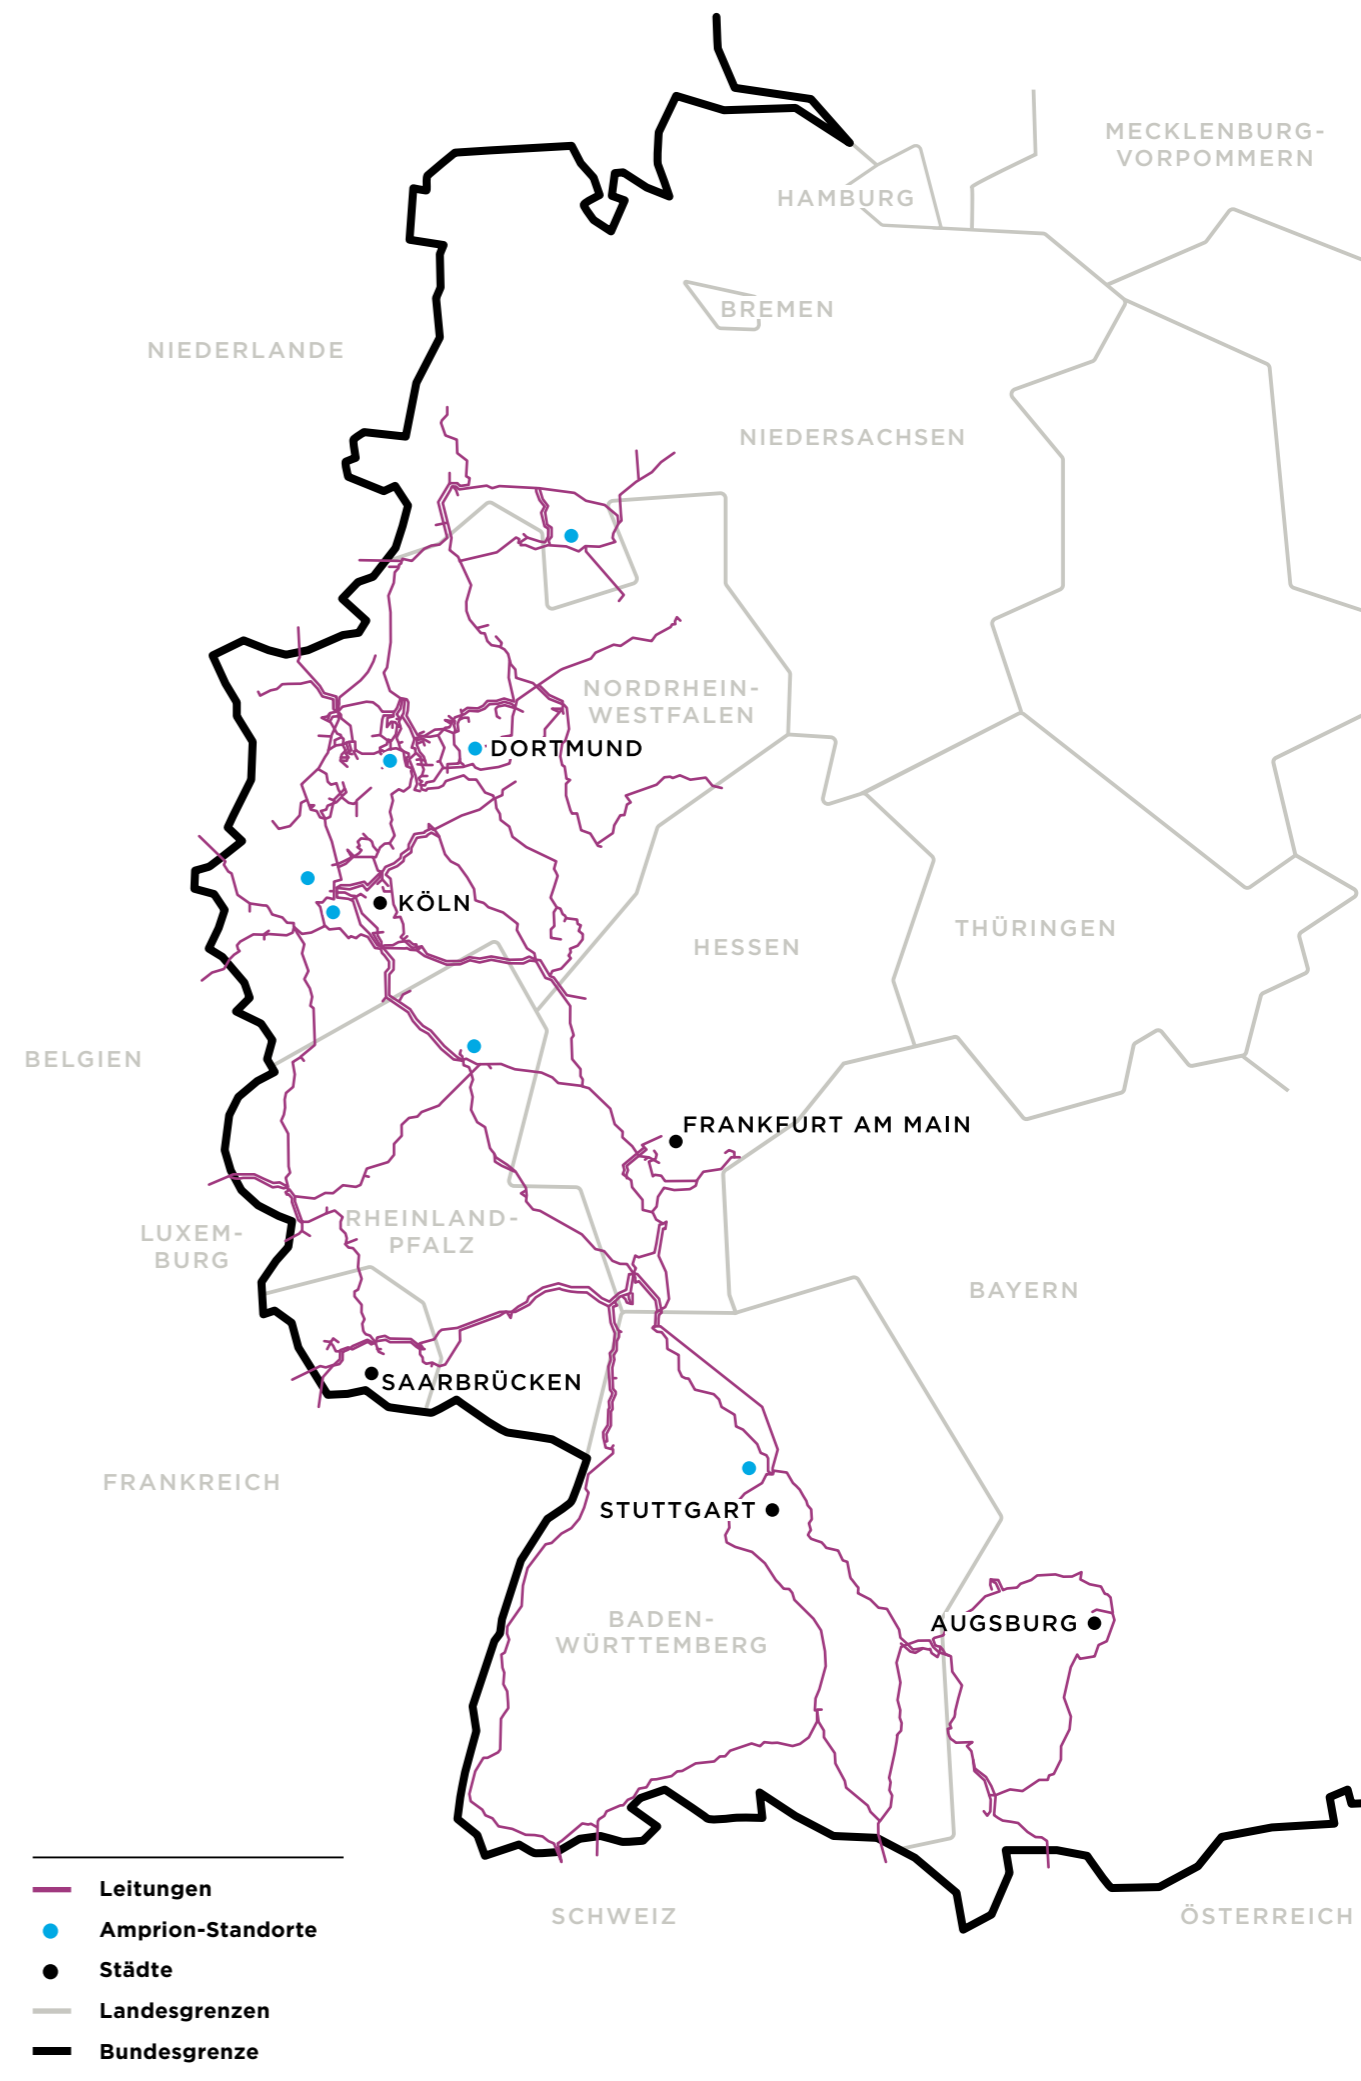 MECKLENBURG-
VORPOMMERN
HAMBURG
BREMEN
NIEDERLANDE
NIEDERSACHSEN
NORDRHEIN-
WESTFALEN
DORTMUND
KÖLN
THÜRINGEN
HESSEN
BELGIEN
FRANKFURT AM MAIN
RHEINLAND-
PFALZ
LUXEM-
BURG
BAYERN
SAARBRÜCKEN
FRANKREICH
STUTTGART
BADEN-
WÜRTTEMBERG
AUGSBURG
SCHWEIZ
ÖSTERREICH
Leitungen
Amprion-Standorte
Städte
Landesgrenzen
Bundesgrenze